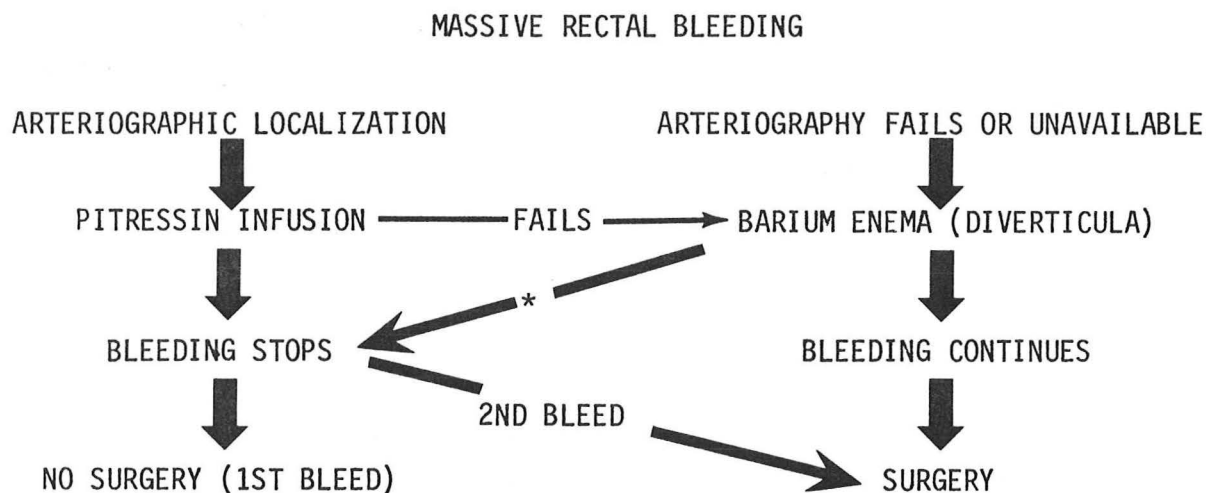 MASSIVE RECTAL BLEEDING
ARTERIOGRAPHIC LOCALIZATION
ARTERIOGRAPHY FAILS OR UNAVAILABLE
PITRESSIN INFUSION
FAILS
BARIUM ENEMA (DIVERTICULA)
*
BLEEDING STOPS
BLEEDING CONTINUES
2ND BLEED
NO SURGERY (1ST BLEED)
SURGERY